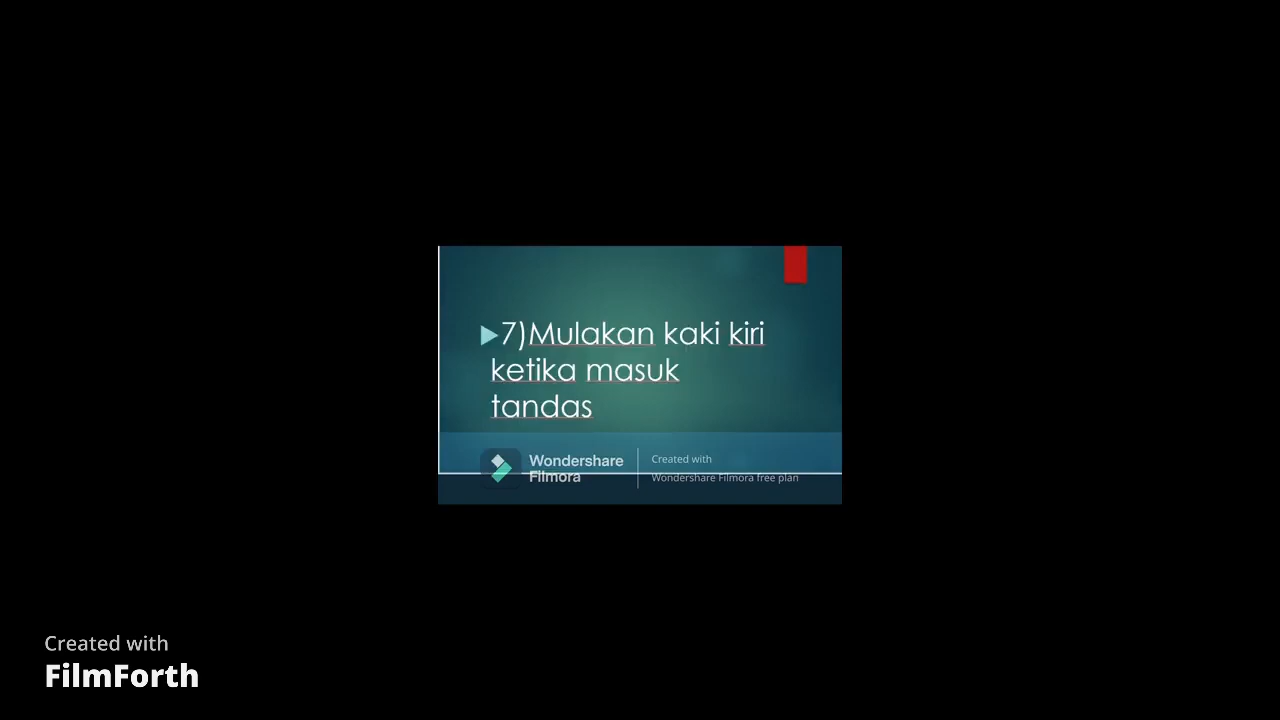 7)Mulakan kaki kiri
ketika masuk
tandas
Wondershare
Filmora
Created with
Wondershare Filmora free plan
Created with
FilmForth